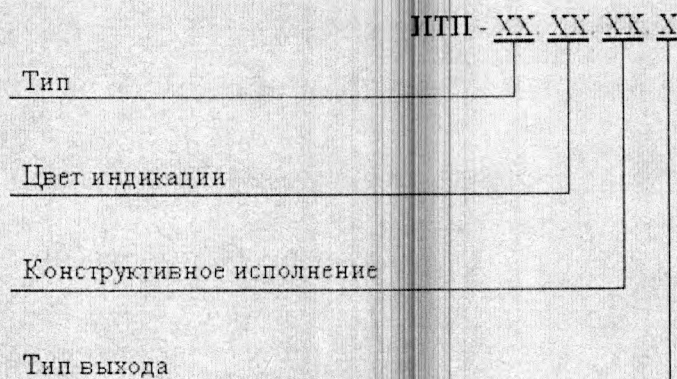 ИТП - XX. XX. XX. X
Тип
Цвет индикации
Конструктивное исполнение
Тип выхода